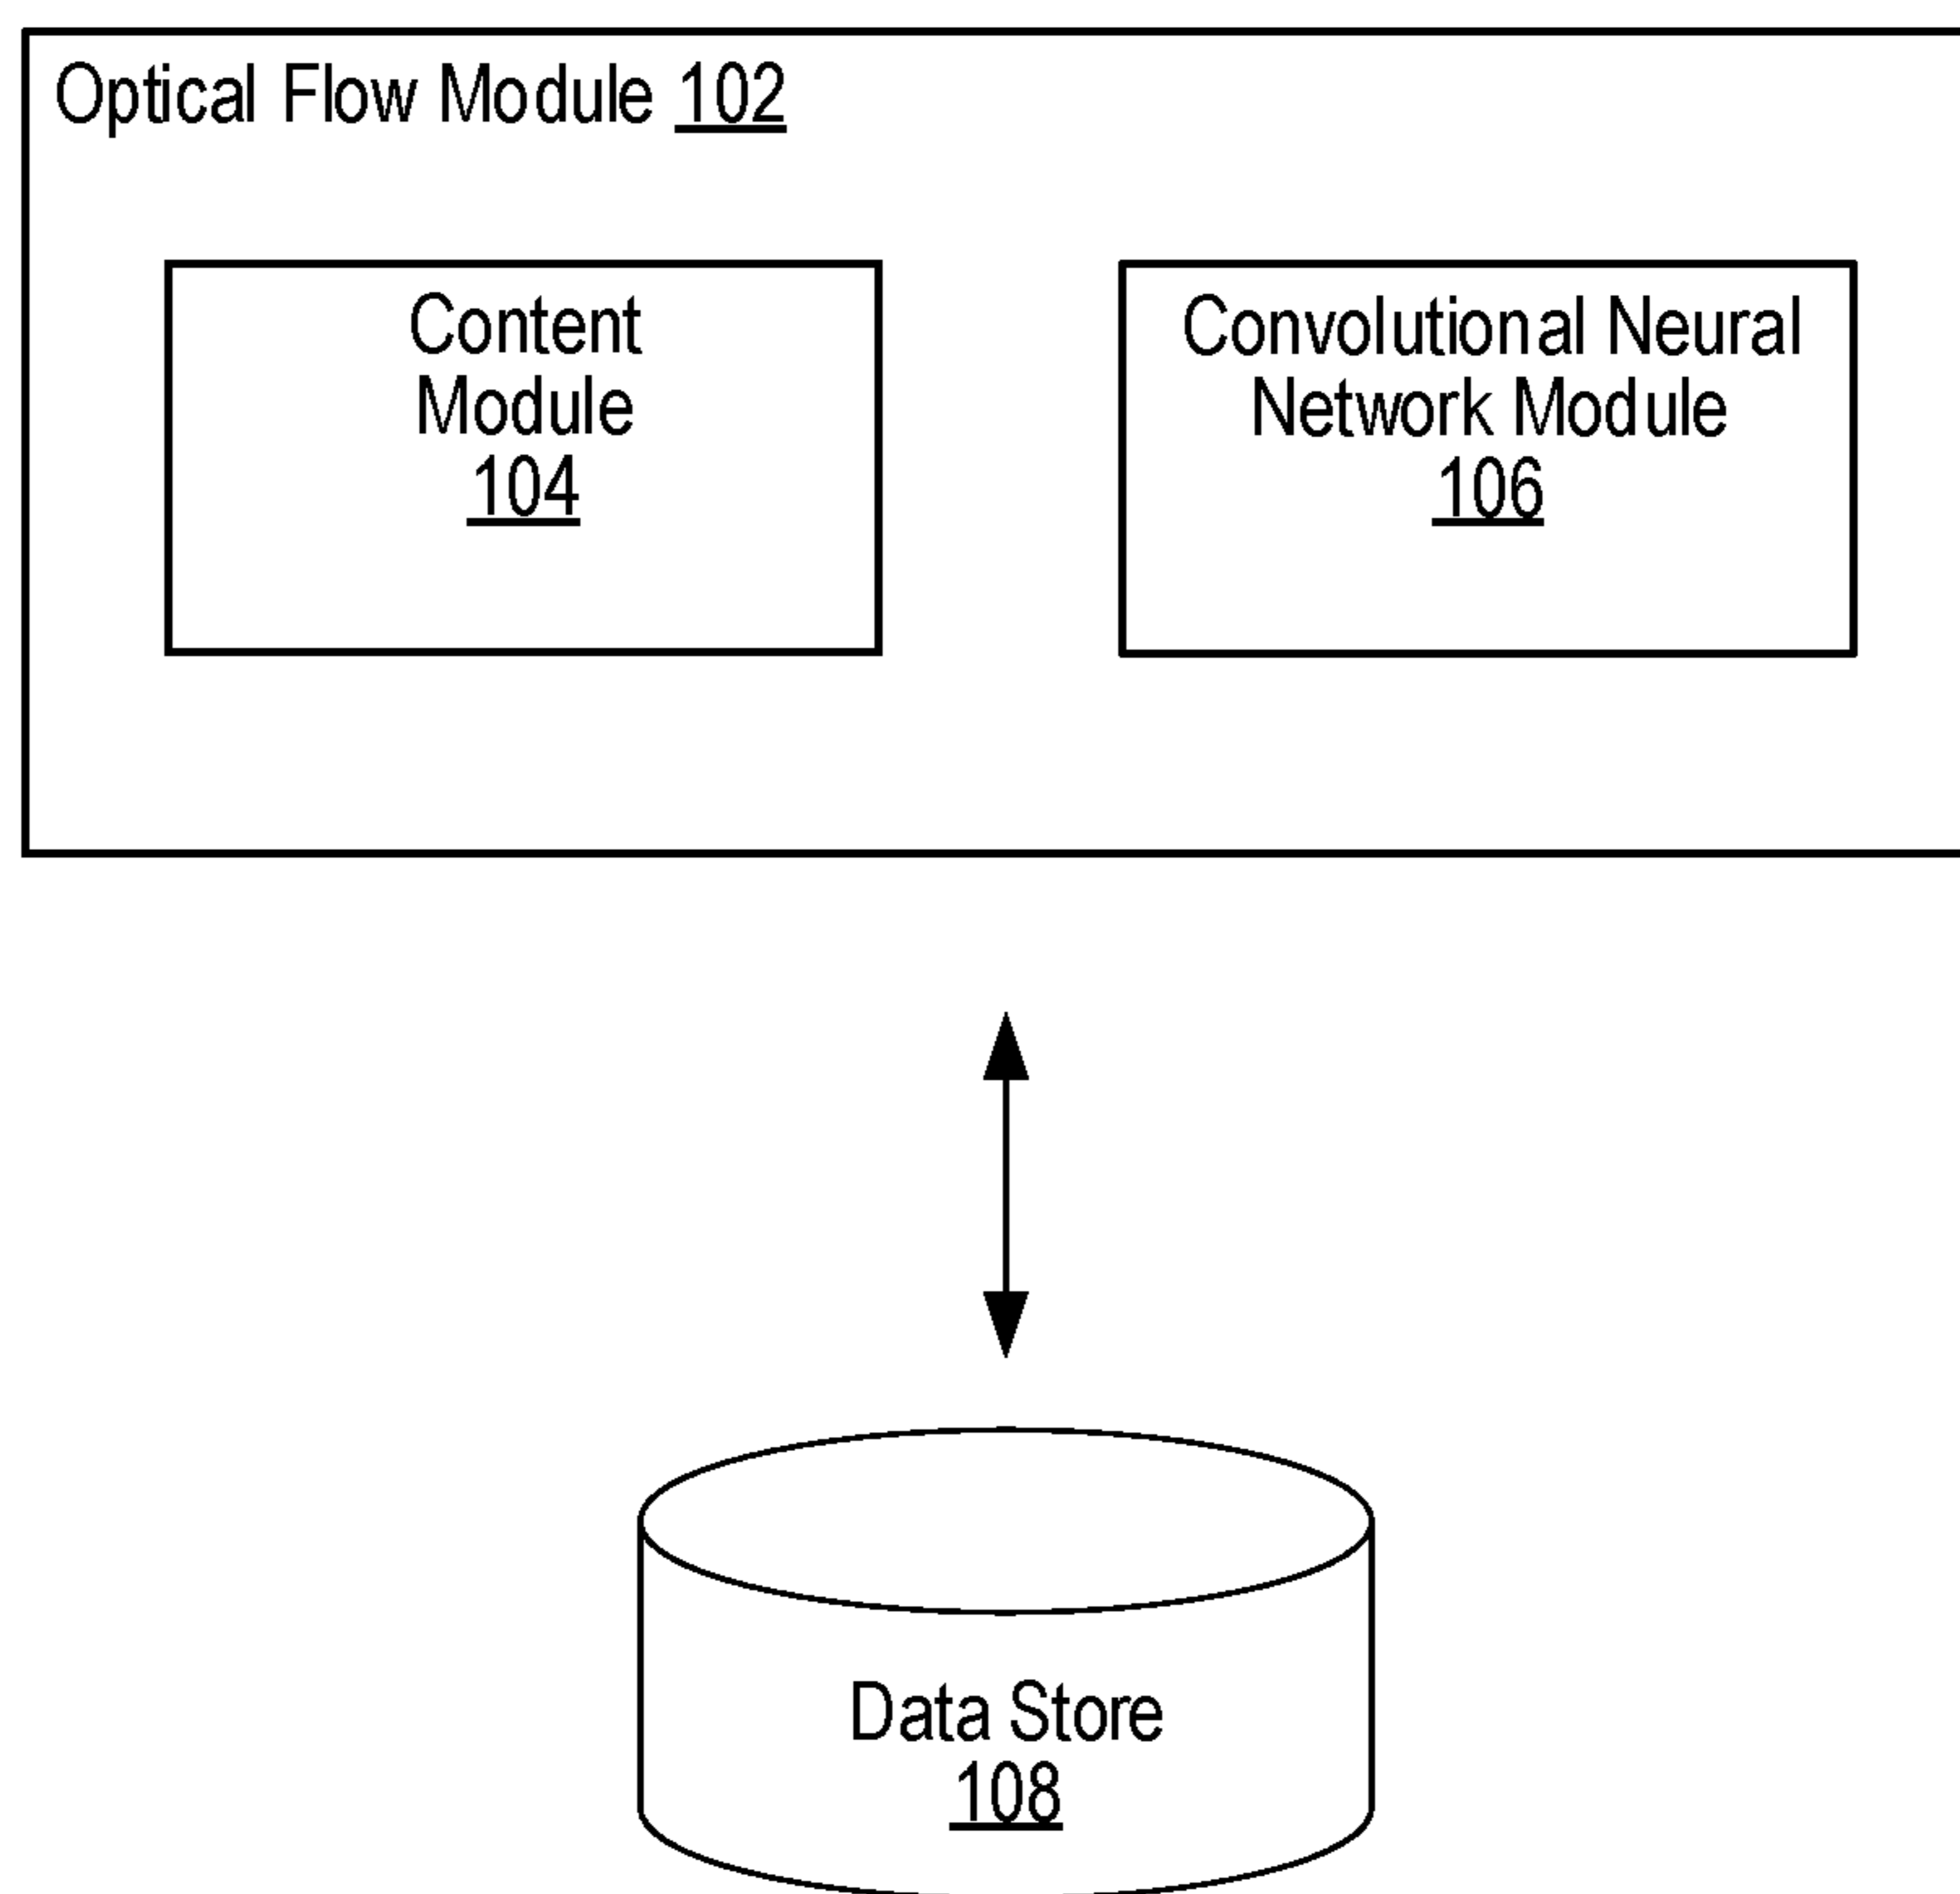 Optical Flow Module 102
Content
Module
104
Convolutional Neural
Network Module
106
Data Store
108